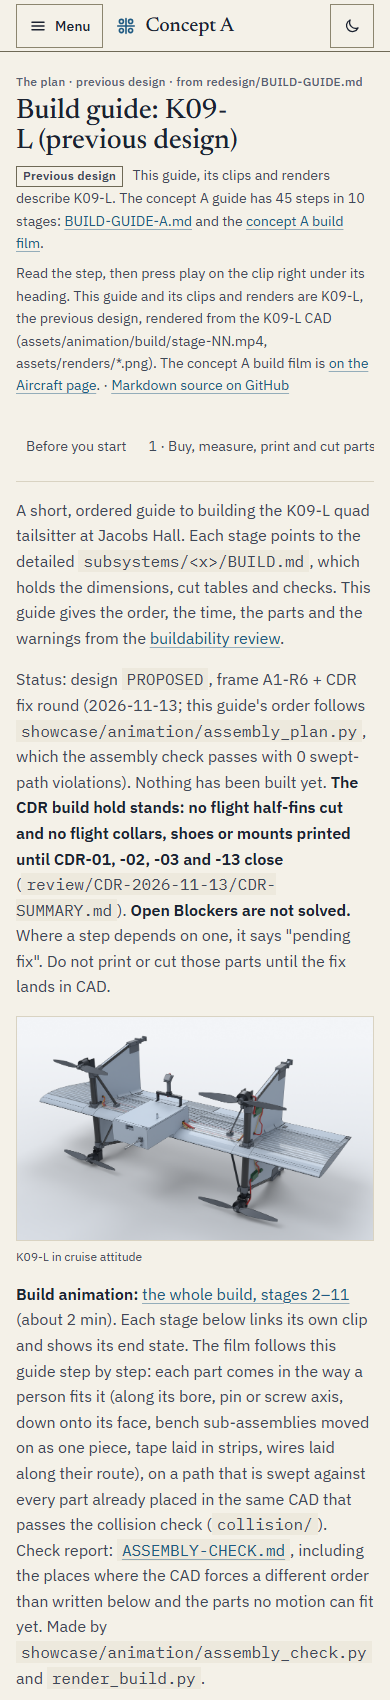 Menu
Concept A
The plan · previous design · from redesign/BUILD-GUIDE.md
Build guide: K09-
L (previous design)
Previous design This guide, its clips and renders
describe K09-L. The concept A guide has 45 steps in 10
stages: BUILD-GUIDE-A.md and the concept A build
film.
Read the step, then press play on the clip right under its
heading. This guide and its clips and renders are K09-L,
the previous design, rendered from the K09-L CAD
(assets/animation/build/stage-NN.mp4,
assets/renders/*.png). The concept A build film is on the
Aircraft page. · Markdown source on GitHub
Before you start 1 · Buy, measure, print and cut parts
A short, ordered guide to building the K09-L quad
tailsitter at Jacobs Hall. Each stage points to the
detailed subsystems/<x>/BUILD.md, which
holds the dimensions, cut tables and checks. This
guide gives the order, the time, the parts and the
warnings from the buildability review.
Status: design PROPOSED, frame A1-R6 + CDR
fix round (2026-11-13; this guide's order follows
showcase/animation/assembly_plan.py,
which the assembly check passes with 0 swept-
path violations). Nothing has been built yet. The
CDR build hold stands: no flight half-fins cut
and no flight collars, shoes or mounts printed
until CDR-01, -02, -03 and -13 close
(review/CDR-2026-11-13/CDR-
SUMMARY.md). Open Blockers are not solved.
Where a step depends on one, it says "pending
fix". Do not print or cut those parts until the fix
lands in CAD.
K09-L in cruise attitude
Build animation: the whole build, stages 2–11
(about 2 min). Each stage below links its own clip
and shows its end state. The film follows this
guide step by step: each part comes in the way a
person fits it (along its bore, pin or screw axis,
down onto its face, bench sub-assemblies moved
on as one piece, tape laid in strips, wires laid
along their route), on a path that is swept against
every part already placed in the same CAD that
passes the collision check (collision/).
Check report: ASSEMBLY-CHECK.md, including
the places where the CAD forces a different order
than written below and the parts no motion can fit
yet. Made by
showcase/animation/assembly_check.py
and render_build.py.